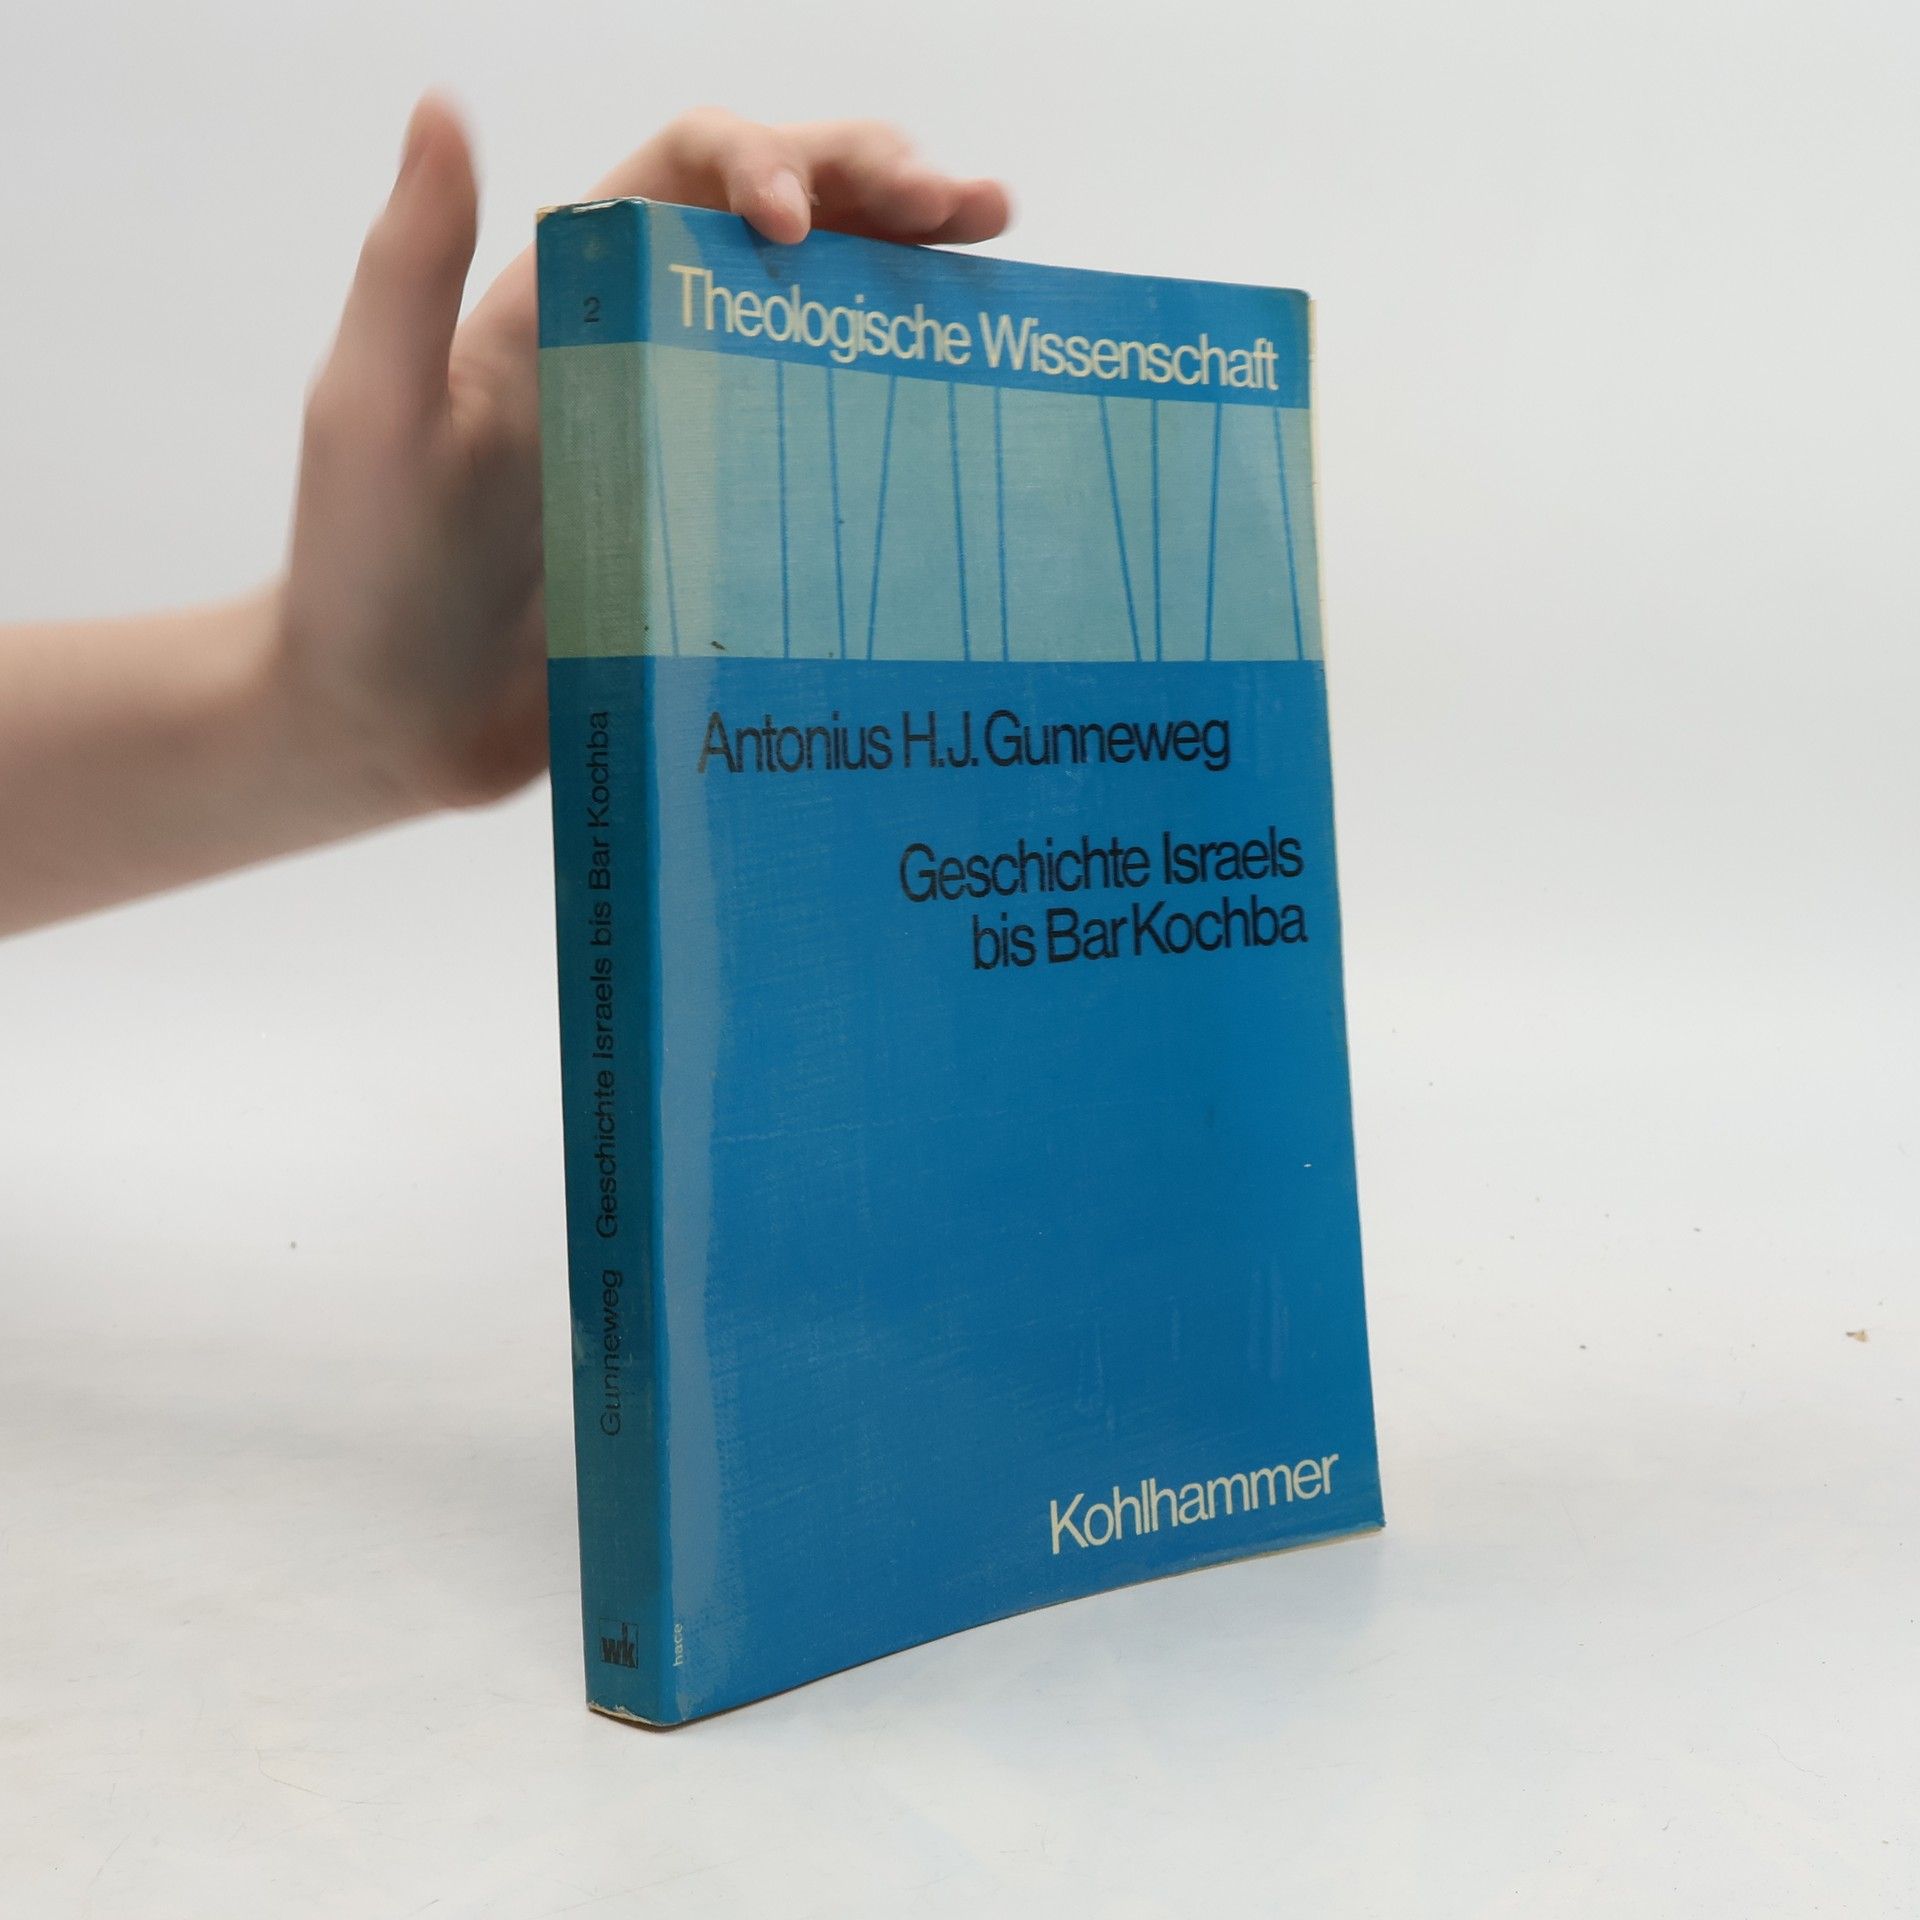 2
Theologische Wissenschaft
Antonius H.J. Gunneweg
Geschichte Israels
bis Bar Kochba
Kohlhammer
Gunneweg Geschichte Israels bis Bar Kochba
wk
hace